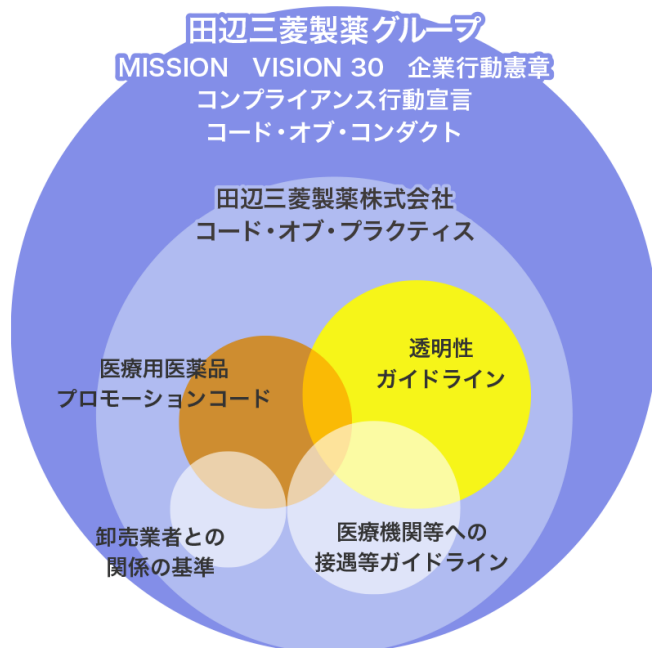 田辺三菱製薬グループ
MISSION　VISION 30　企業行動憲章
コンプライアンス行動宣言
コード・オブ・コンダクト
田辺三菱製薬株式会社
コード・オブ・プラクティス
透明性
ガイドライン
医療用医薬品
プロモーションコード
卸売業者との
関係の基準
医療機関等への
接遇等ガイドライン